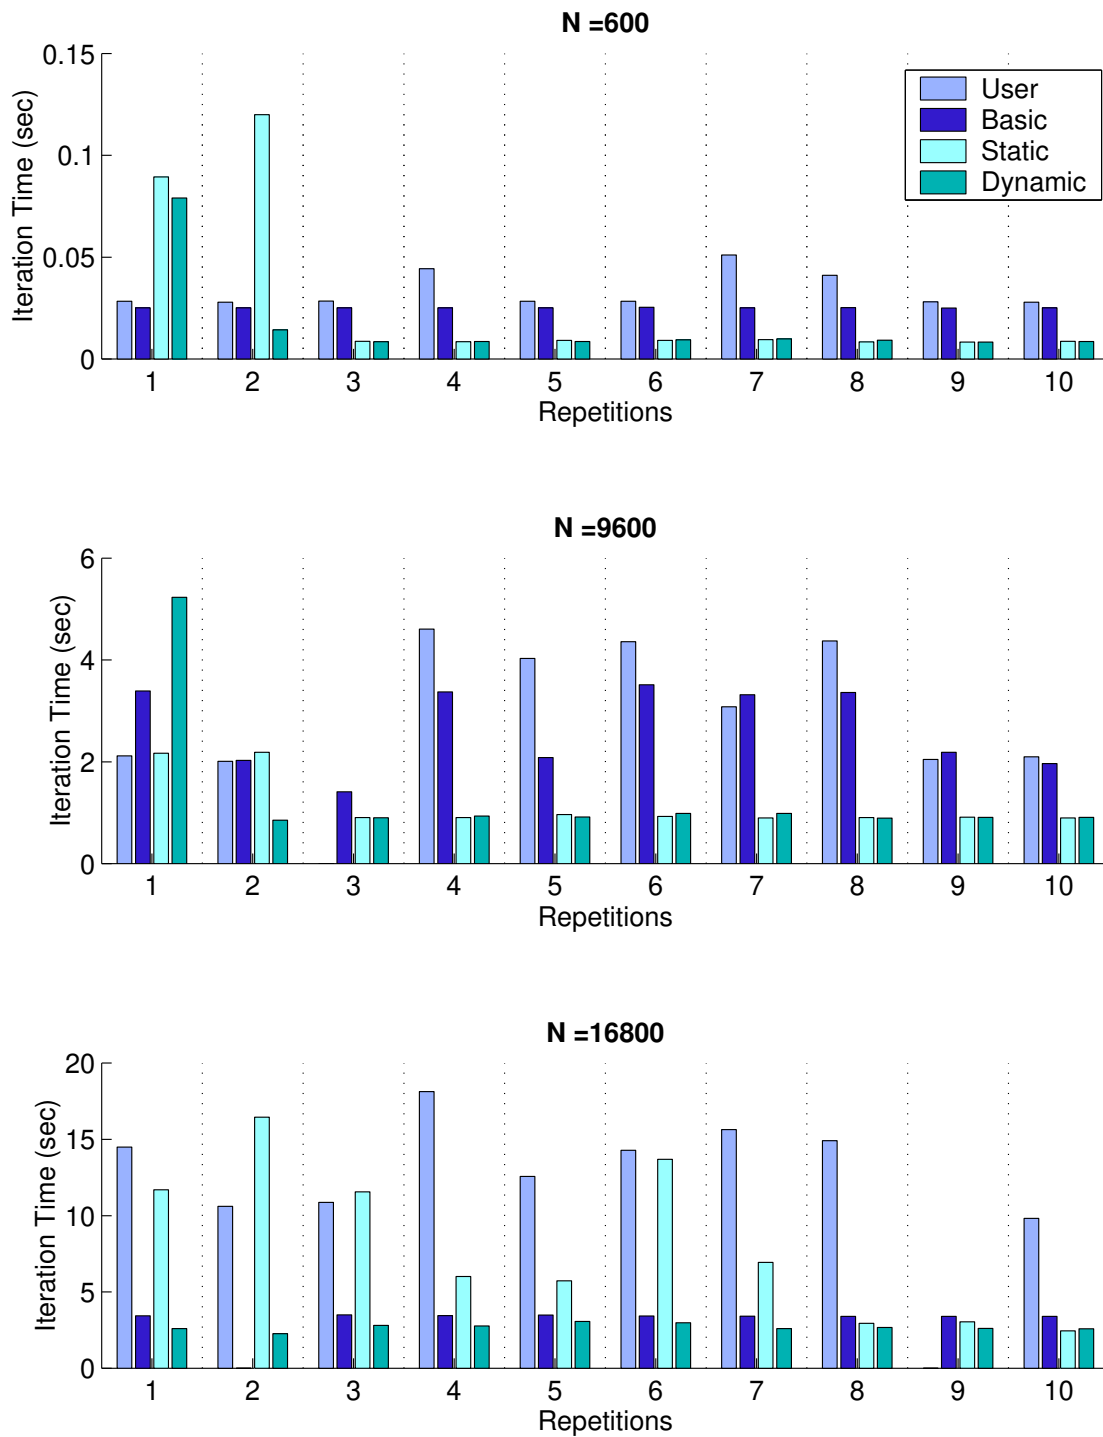 N =600
0.15
0.1
0.05
0
Iteration Time (sec)
User
Basic
Static
Dynamic
1 2 3 4 5 6 7 8 9 10
Repetitions
N =9600
6
4
2
0
Iteration Time (sec)
1 2 3 4 5 6 7 8 9 10
Repetitions
N =16800
20
15
10
5
0
Iteration Time (sec)
1 2 3 4 5 6 7 8 9 10
Repetitions